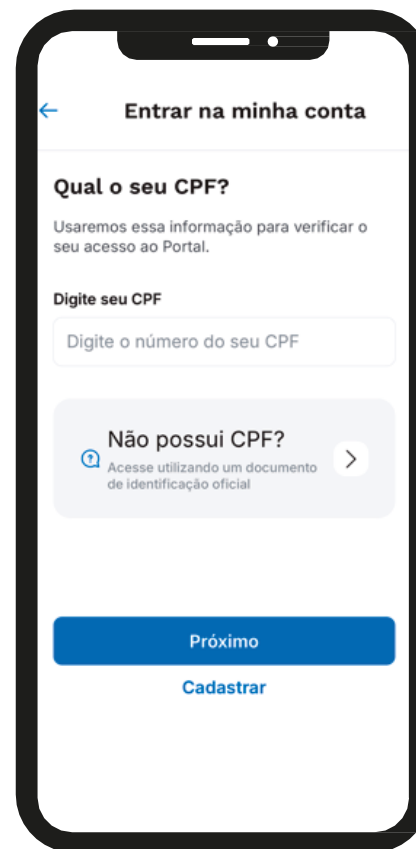 Entrar na minha conta
Qual o seu CPF?
Usaremos essa informação para verificar o
seu acesso ao Portal.
Digite seu CPF
Digite o número do seu CPF
Não possui CPF?
Acesse utilizando um documento
de identificação oficial
Próximo
Cadastrar